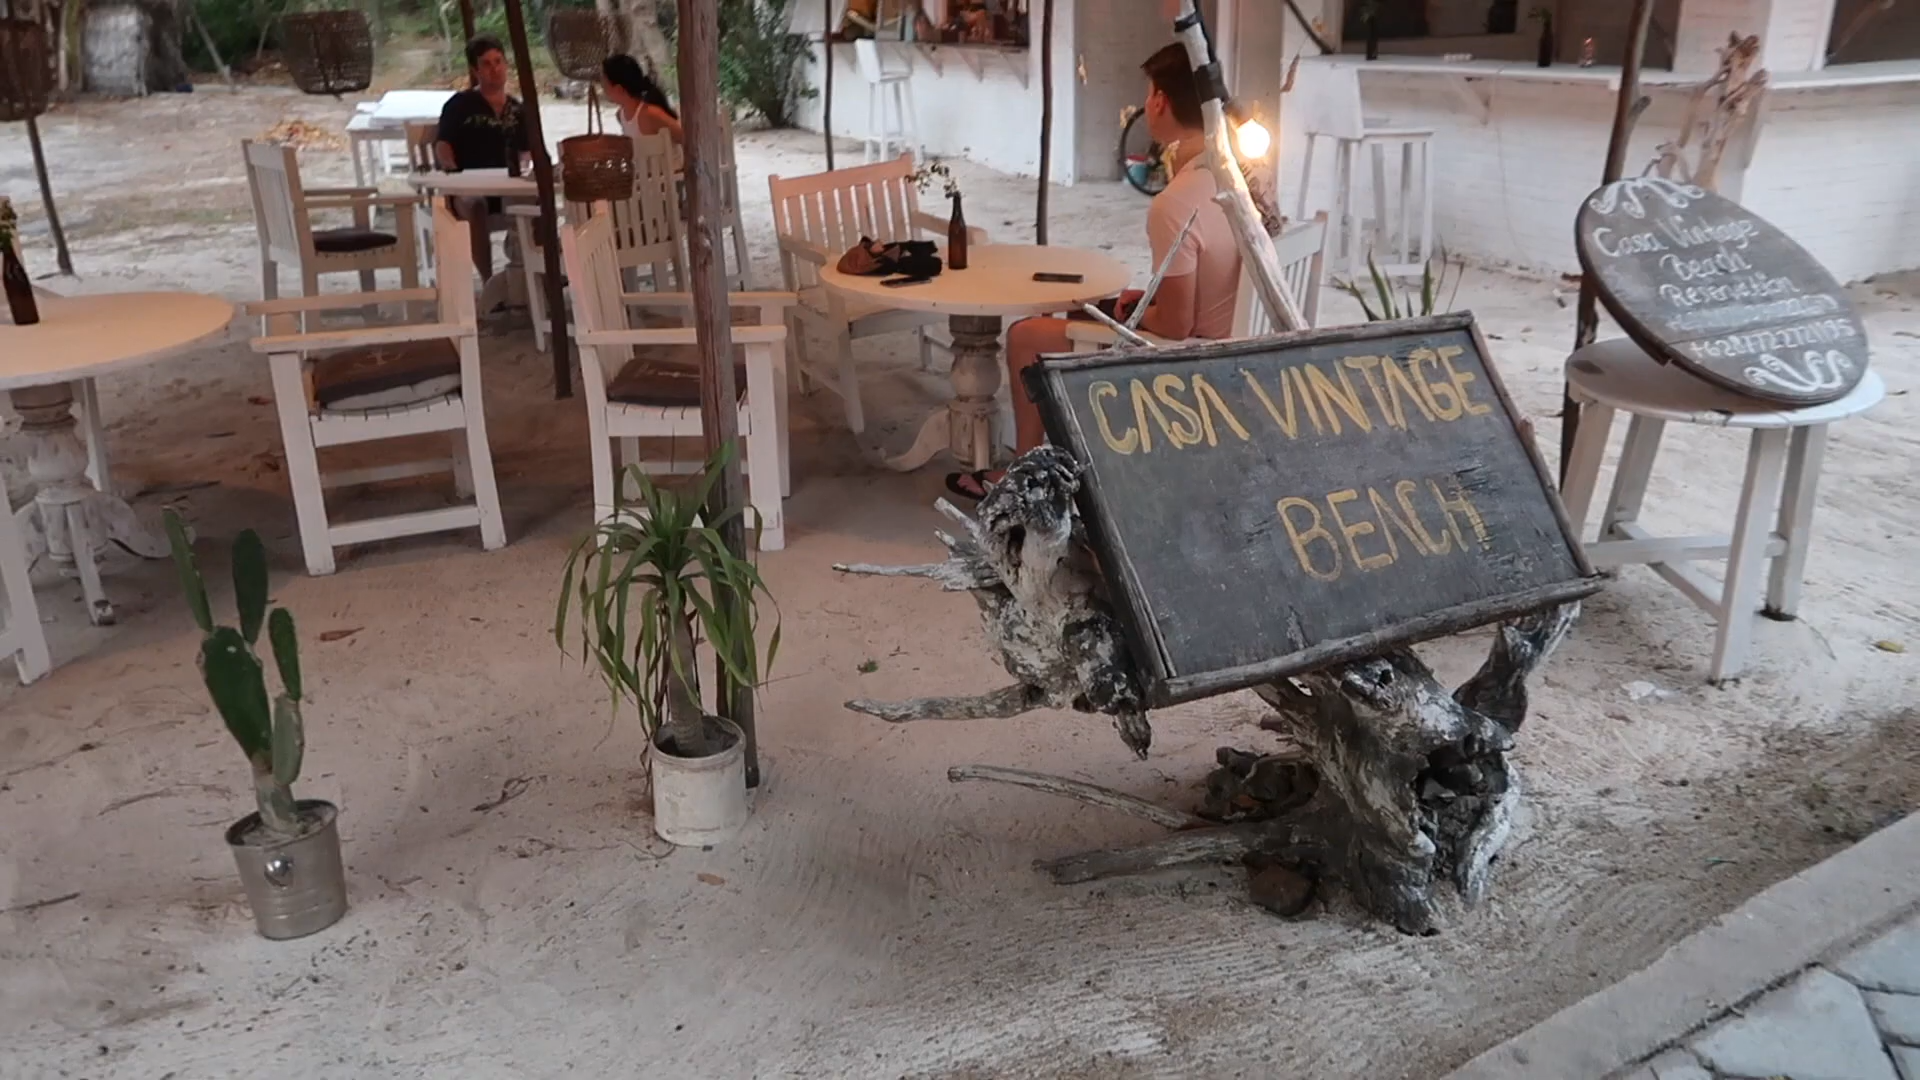 CASA VINTAGE
BEACH
Casa Vintage
Beach
Reservation